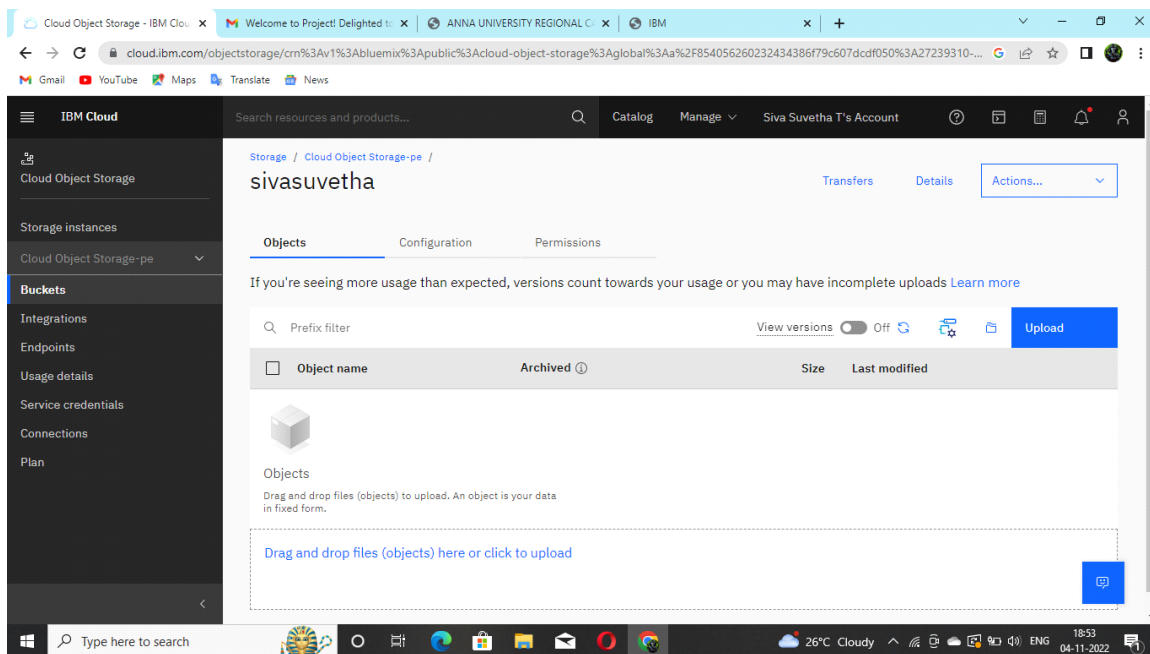 Cloud Object Storage - IBM Clou
Welcome to Project! Delighted to
ANNA UNIVERSITY REGIONAL C
IBM
cloud.ibm.com/objectstorage/crn%3Av1%3Abluemix%3Apublic%3Acloud-object-storage%3Aglobal%3Aa%2F854056260232434386f79c607dcdf050%3A27239310-...
Gmail YouTube Maps Translate News
IBM Cloud
Search resources and products...
Catalog Manage Siva Suvetha T's Account
Cloud Object Storage
Storage instances
Cloud Object Storage-pe
Buckets
Integrations
Endpoints
Usage details
Service credentials
Connections
Plan
Storage / Cloud Object Storage-pe /
sivasuvetha
Transfers Details Actions...
Objects Configuration Permissions
If you're seeing more usage than expected, versions count towards your usage or you may have incomplete uploads Learn more
Prefix filter View versions Off Upload
Object name Archived Size Last modified
Objects
Drag and drop files (objects) to upload. An object is your data
in fixed form.
Drag and drop files (objects) here or click to upload
Type here to search
26°C Cloudy ENG 18:53
04-11-2022